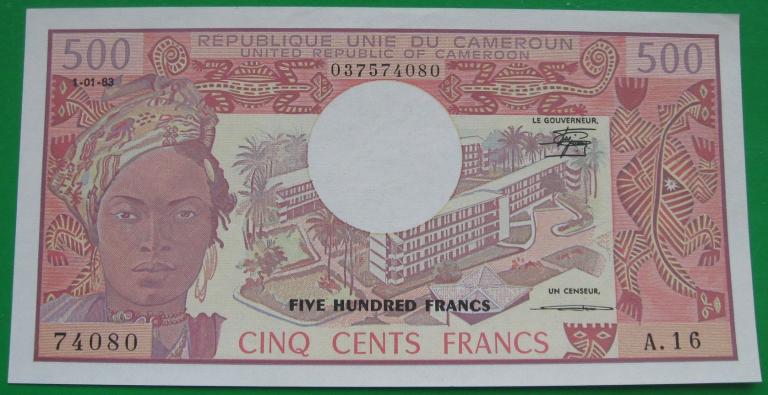 500
RÉPUBLIQUE UNIE DU CAMEROUN
UNITED REPUBLIC OF CAMEROON
500
1-01-83
037574080
LE GOUVERNEUR,
UN CENSEUR,
FIVE HUNDRED FRANCS
74080
CINQ CENTS FRANCS
A.16